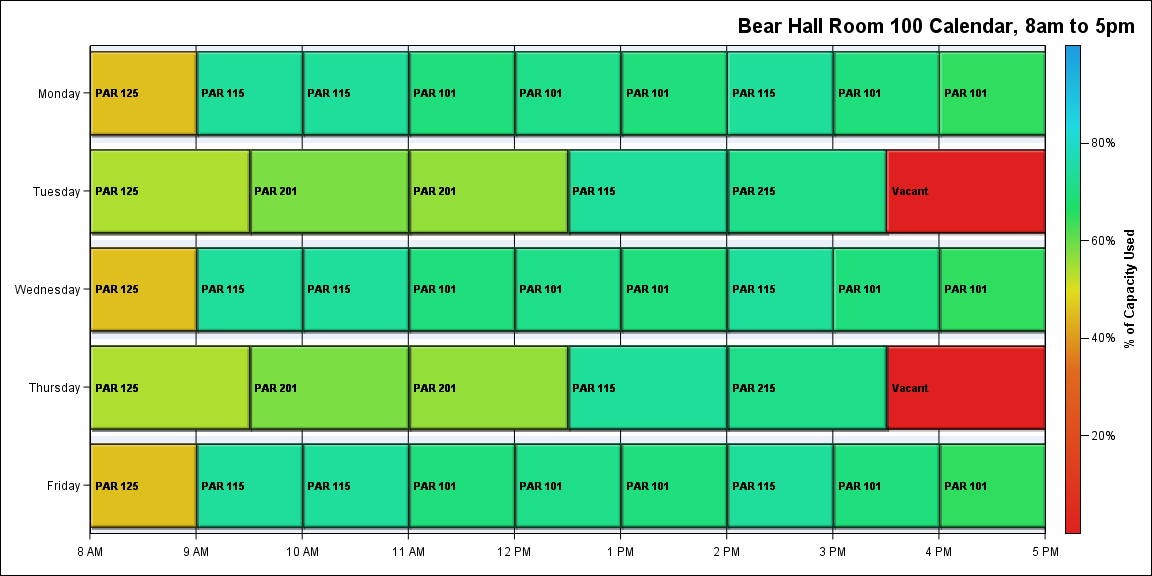 Bear Hall Room 100 Calendar, 8am to 5pm
Monday
PAR 125 PAR 115 PAR 115 PAR 101 PAR 101 PAR 101 PAR 115 PAR 101 PAR 101
80%
Tuesday
PAR 125 PAR 201 PAR 201 PAR 115 PAR 215 Vacant
60%
% of Capacity Used
Wednesday
PAR 125 PAR 115 PAR 115 PAR 101 PAR 101 PAR 101 PAR 115 PAR 101 PAR 101
40%
Thursday
PAR 125 PAR 201 PAR 201 PAR 115 PAR 215 Vacant
20%
Friday
PAR 125 PAR 115 PAR 115 PAR 101 PAR 101 PAR 101 PAR 115 PAR 101 PAR 101
8 AM 9 AM 10 AM 11 AM 12 PM 1 PM 2 PM 3 PM 4 PM 5 PM